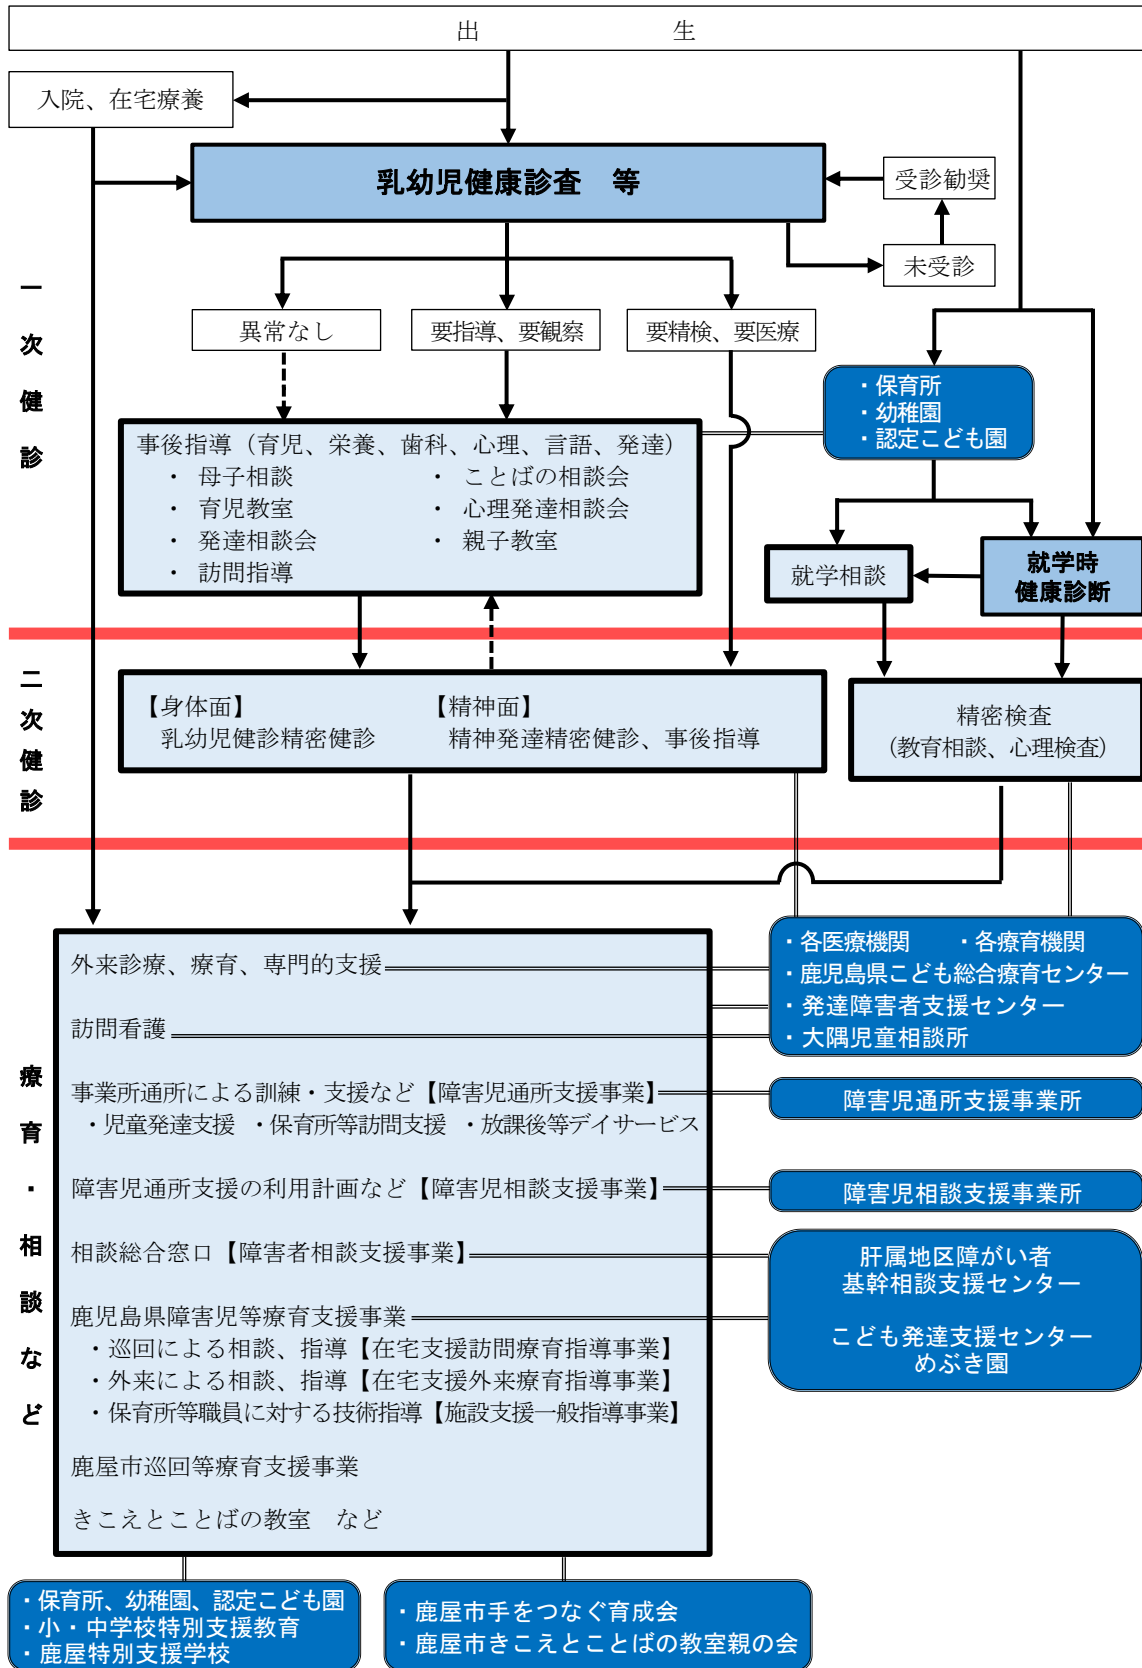 出　生
入院、在宅療養
乳幼児健康診査　等
受診勧奨
未受診
一次健診
異常なし
要指導、要観察
要精検、要医療
・保育所
・幼稚園
・認定こども園
事後指導（育児、栄養、歯科、心理、言語、発達）
・ 母子相談　・ ことばの相談会
・ 育児教室　・ 心理発達相談会
・ 発達相談会　・ 親子教室
・ 訪問指導
就学相談
就学時
健康診断
二次健診
【身体面】　【精神面】
乳幼児健診精密健診　精神発達精密健診、事後指導
精密検査
（教育相談、心理検査）
療育・相談など
外来診療、療育、専門的支援
訪問看護
事業所通所による訓練・支援など【障害児通所支援事業】
・児童発達支援　・保育所等訪問支援　・放課後等デイサービス
障害児通所支援の利用計画など【障害児相談支援事業】
相談総合窓口【障害者相談支援事業】
鹿児島県障害児等療育支援事業
・巡回による相談、指導【在宅支援訪問療育指導事業】
・外来による相談、指導【在宅支援外来療育指導事業】
・保育所等職員に対する技術指導【施設支援一般指導事業】
鹿屋市巡回等療育支援事業
きこえとことばの教室　など
・各医療機関　・各療育機関
・鹿児島県こども総合療育センター
・発達障害者支援センター
・大隅児童相談所
障害児通所支援事業所
障害児相談支援事業所
肝属地区障がい者
基幹相談支援センター
こども発達支援センター
めぶき園
・保育所、幼稚園、認定こども園
・小・中学校特別支援教育
・鹿屋特別支援学校
・鹿屋市手をつなぐ育成会
・鹿屋市きこえとことばの教室親の会